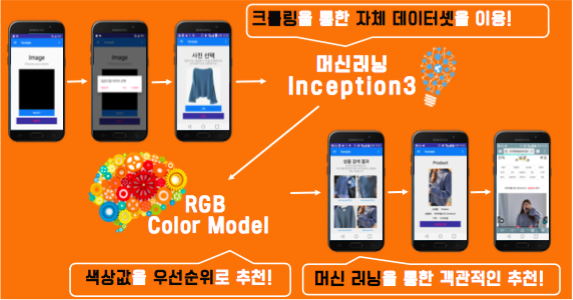 크롤링을 통한 자체 데이터셋을 이용!
Image
Image
사진 선택
머신러닝
Inception3
RGB
Color Model
상품 검색 결과
Product
색상값을 우선순위로 추천!
머신 러닝을 통한 객관적인 추천!